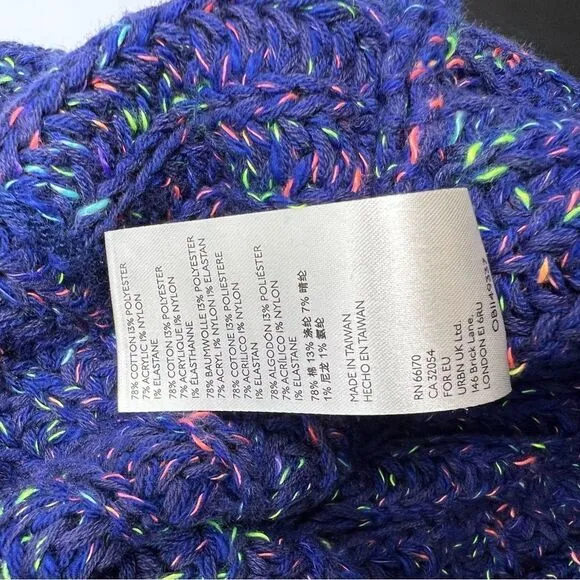 78% COTTON 13% POLYESTER
7% ACRYLIC 1% NYLON
1% ELASTANE
78% COTON 13% POLYESTER
7% ACRYLIQUE 1% NYLON
1% ELASTHANNE
78% BAUMWOLLE 13% POLYESTER
7% ACRYL 1% NYLON 1% ELASTAN
78% COTONE 13% POLIESTERE
7% ACRILICO 1% NYLON
1% ELASTAN
78% ALGODÓN 13% POLIÉSTER
7% ACRILICO 1% NYLON
1% ELASTANE
78% 棉 13% 涤纶 7% 晴纶
1% 尼龙 1% 氨纶
MADE IN TAIWAN
HECHO EN TAIWAN
RN 66170
CA 32054
FOR EU
URBN UK Ltd.
146 Brick Lane,
LONDON E1 6RU